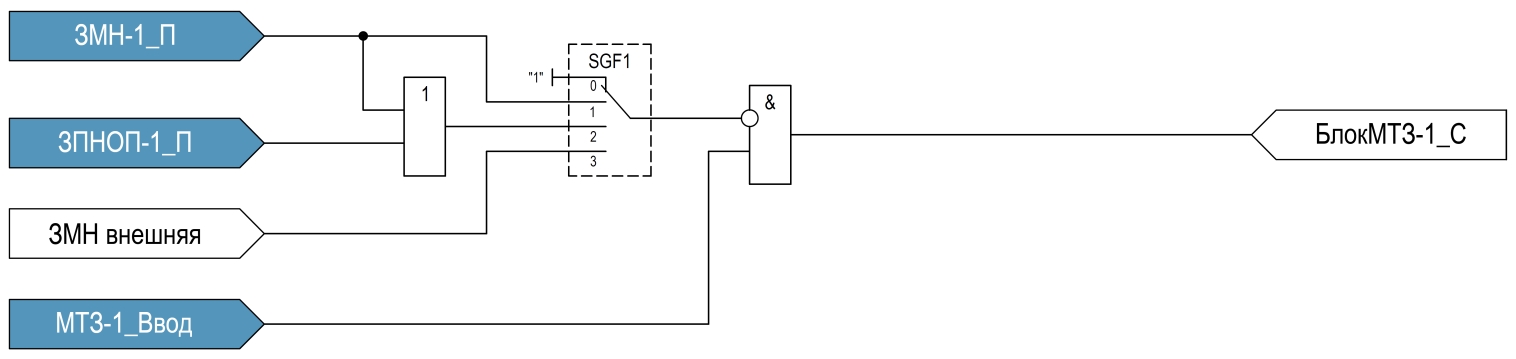 ЗМН-1_П
ЗПНОП-1_П
ЗМН внешняя
МТЗ-1_Ввод
1
"1"
SGF1
0
1
2
3
&
БлокМТЗ-1_С